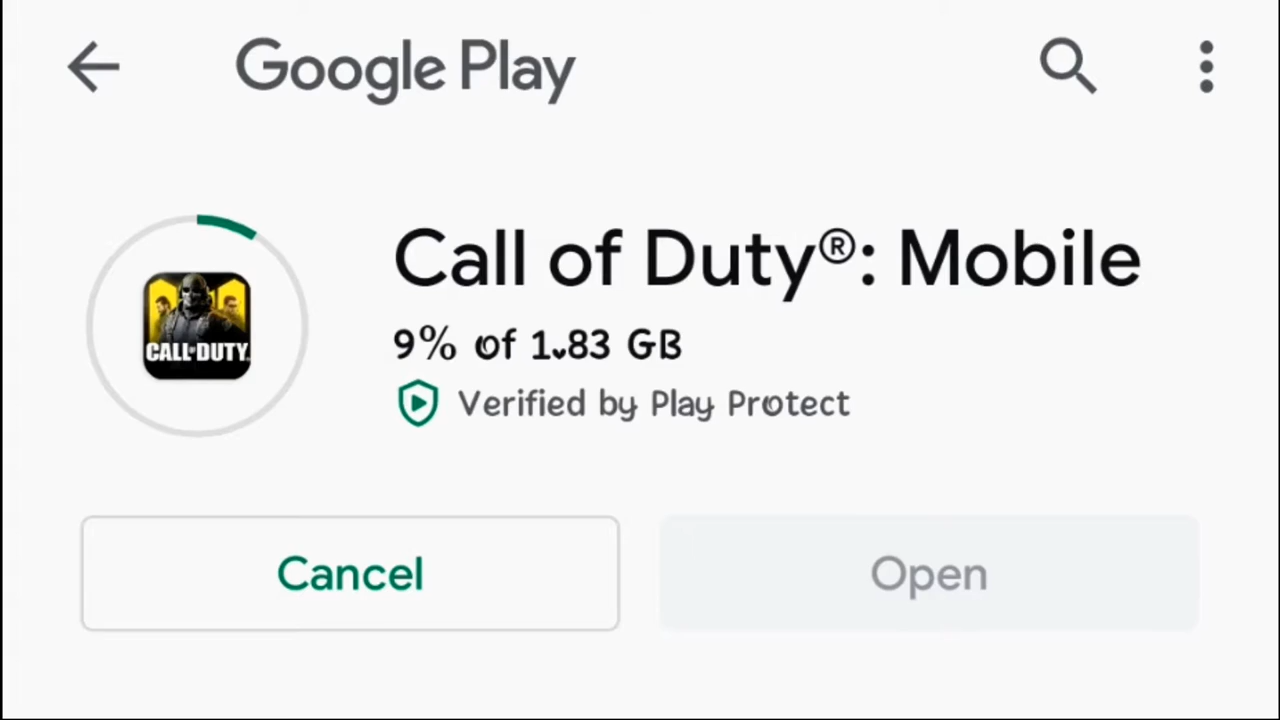 Google Play
Call of Duty®: Mobile
9% of 1.83 GB
CALL OF DUTY
Verified by Play Protect
Cancel
Open